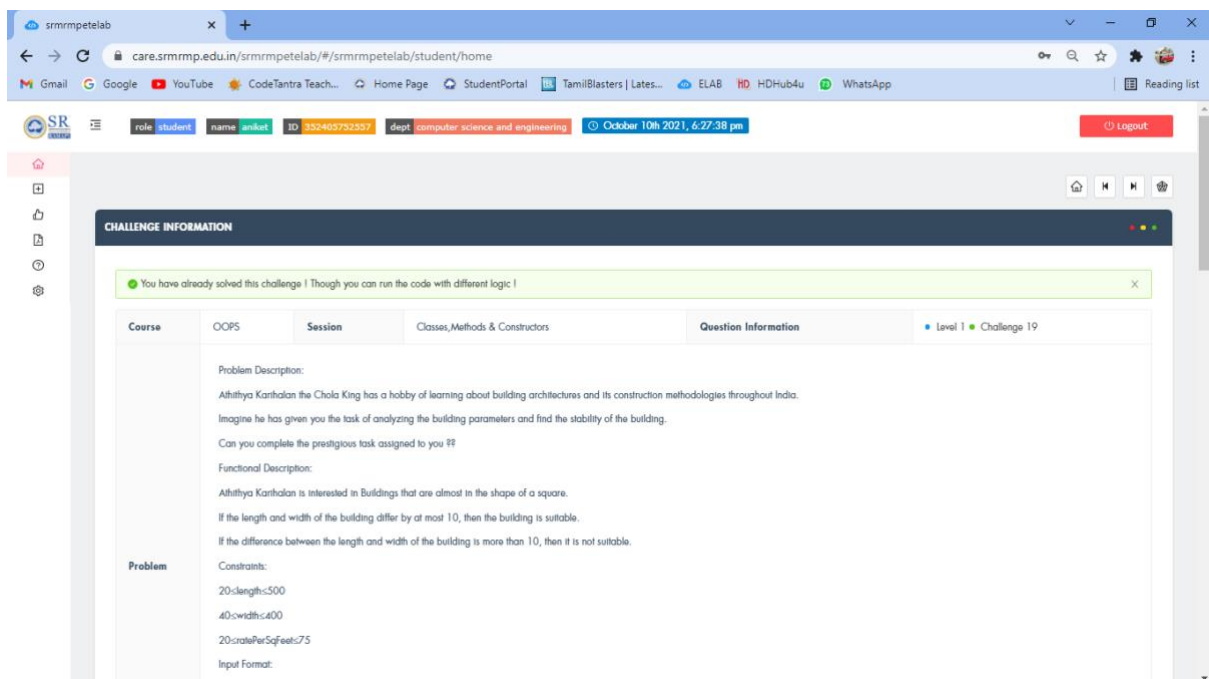 srmrmpetelab
care.srmrmp.edu.in/srmrmpetelab/#/srmrmpetelab/student/home
Gmail Google YouTube CodeTantra Teach... Home Page StudentPortal TamilBlasters | Lates... ELAB HD HDHub4u WhatsApp Reading list
SR role student name aniket ID 352405752557 dept computer science and engineering October 10th 2021, 6:27:38 pm Logout
CHALLENGE INFORMATION
You have already solved this challenge ! Though you can run the code with different logic !
Course OOPS Session Classes,Methods & Constructors Question Information Level 1 Challenge 19
Problem Description:
Athithya Karihalan the Chola King has a hobby of learning about building architectures and its construction methodologies throughout India.
Imagine he has given you the task of analyzing the building parameters and find the stability of the building.
Can you complete the prestigious task assigned to you ??
Functional Description:
Athithya Karihalan is interested in Buildings that are almost in the shape of a square.
If the length and width of the building differ by at most 10, then the building is suitable.
If the difference between the length and width of the building is more than 10, then it is not suitable.
Problem Constraints:
20≤length≤500
40≤width≤400
20≤ratePerSqFeet≤75
Input Format: